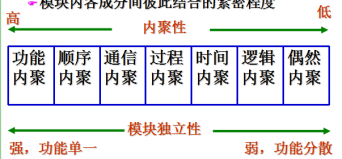 模块内各成分间彼此结合的紧密程度
高 内聚性 低
功能内聚 顺序内聚 通信内聚 过程内聚 时间内聚 逻辑内聚 偶然内聚
模块独立性
强，功能单一 弱，功能分散